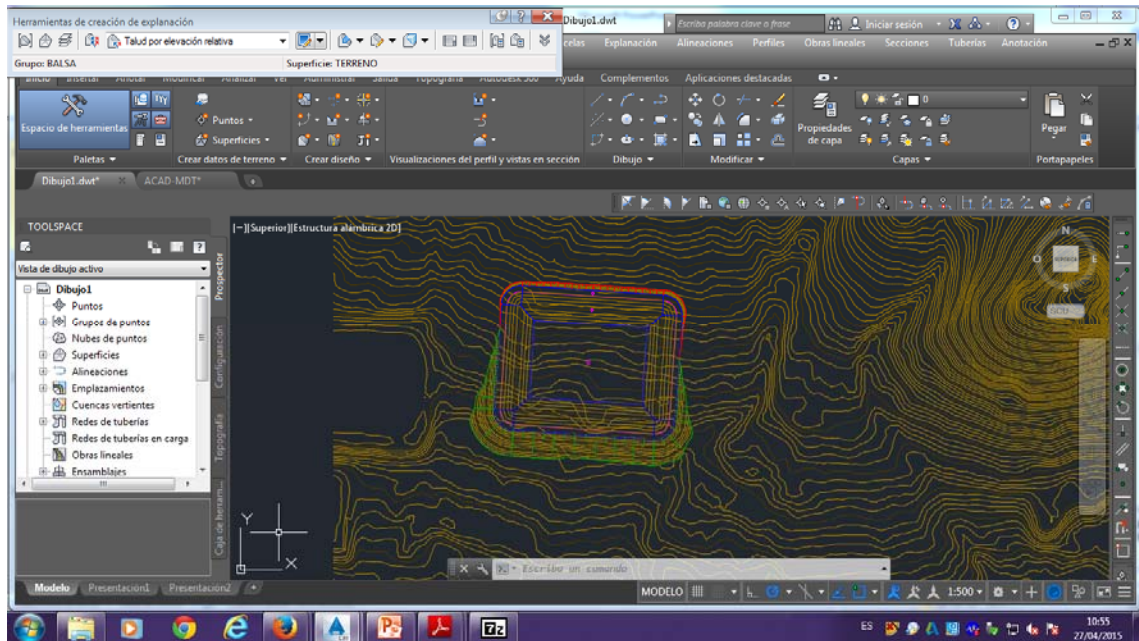 Herramientas de creación de explanación
Talud por elevación relativa
Grupo: BALSA
Superficie: TERRENO
Dibujo1.dwt
Escriba palabra clave o frase
Iniciar sesión
Explanación Alineaciones Perfiles Obras lineales Secciones Tuberías Anotación
Ayuda Complementos Aplicaciones destacadas
Espacio de herramientas
Puntos
Superficies
Propiedades de capa
0
Pegar
Paletas
Crear datos de terreno
Crear diseño
Visualizaciones del perfil y vistas en sección
Dibujo
Modificar
Capas
Portapapeles
Dibujo1.dwt*
ACAD-MDT*
TOOLSPACE
Vista de dibujo activo
Dibujo1
Puntos
Grupos de puntos
Nubes de puntos
Superficies
Alineaciones
Emplazamientos
Cuencas vertientes
Redes de tuberías
Redes de tuberías en carga
Obras lineales
Ensamblajes
Prospector
Configuración
Topografía
Caja de herram...
[-][Superior][Estructura alámbrica 2D]
N
O
E
S
SUPERIOR
Y
X
Escriba un comando
Modelo
Presentación1
Presentación2
MODELO
1:500
ES
10:55
27/04/2015